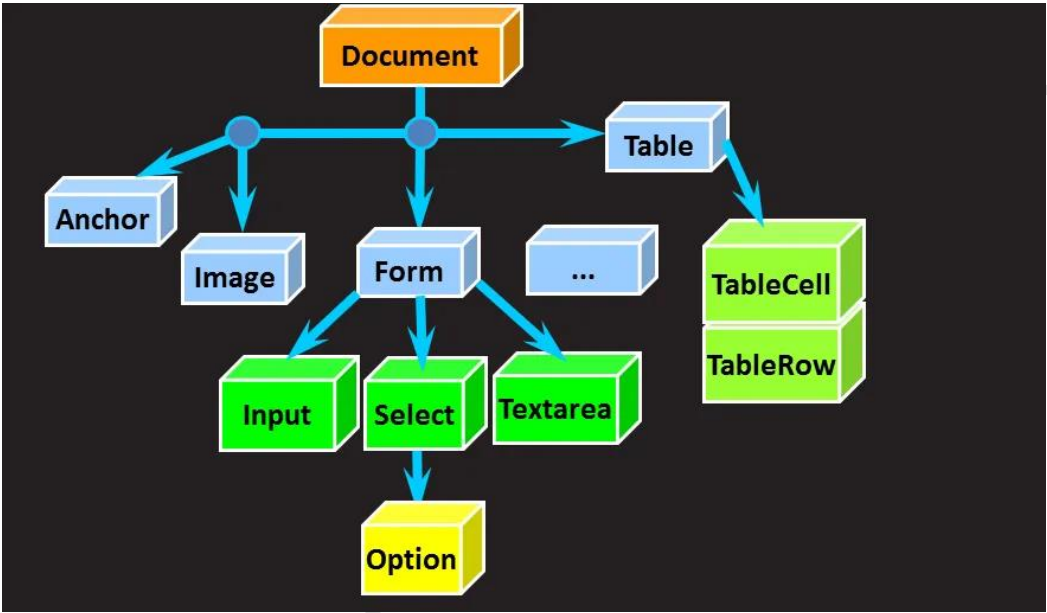 Document
Table
Anchor
Image
Form
...
TableCell
TableRow
Input
Select
Textarea
Option